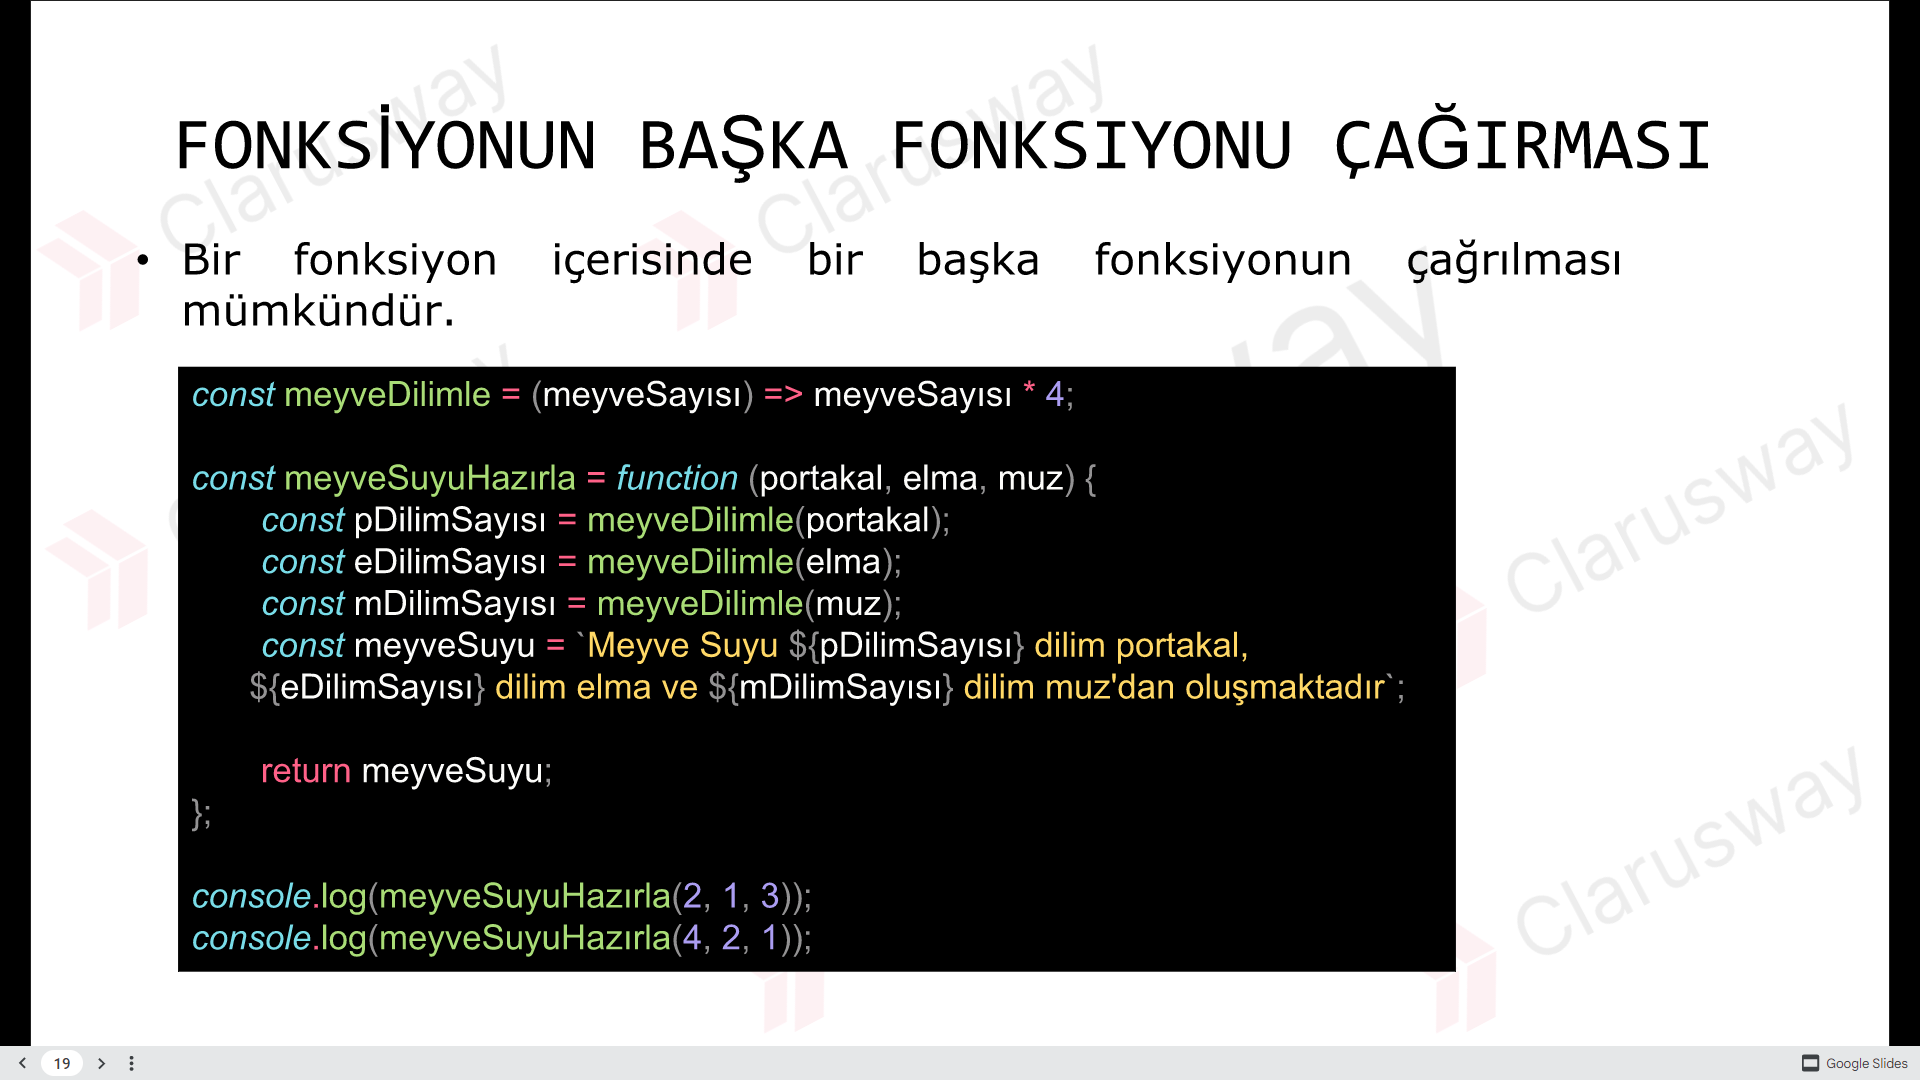 FONKSİYONUN BAŞKA FONKSIYONU ÇAĞIRMASI
• Bir fonksiyon içerisinde bir başka fonksiyonun çağrılması
mümkündür.
const meyveDilimle = (meyveSayısı) => meyveSayısı * 4;
const meyveSuyuHazırla = function (portakal, elma, muz) {
const pDilimSayısı = meyveDilimle(portakal);
const eDilimSayısı = meyveDilimle(elma);
const mDilimSayısı = meyveDilimle(muz);
const meyveSuyu = `Meyve Suyu ${pDilimSayısı} dilim portakal,
${eDilimSayısı} dilim elma ve ${mDilimSayısı} dilim muz'dan oluşmaktadır`;
return meyveSuyu;
};
console.log(meyveSuyuHazırla(2, 1, 3));
console.log(meyveSuyuHazırla(4, 2, 1));
Clarusway
Clarusway
Clarusway
Clarusway
19
Google Slides